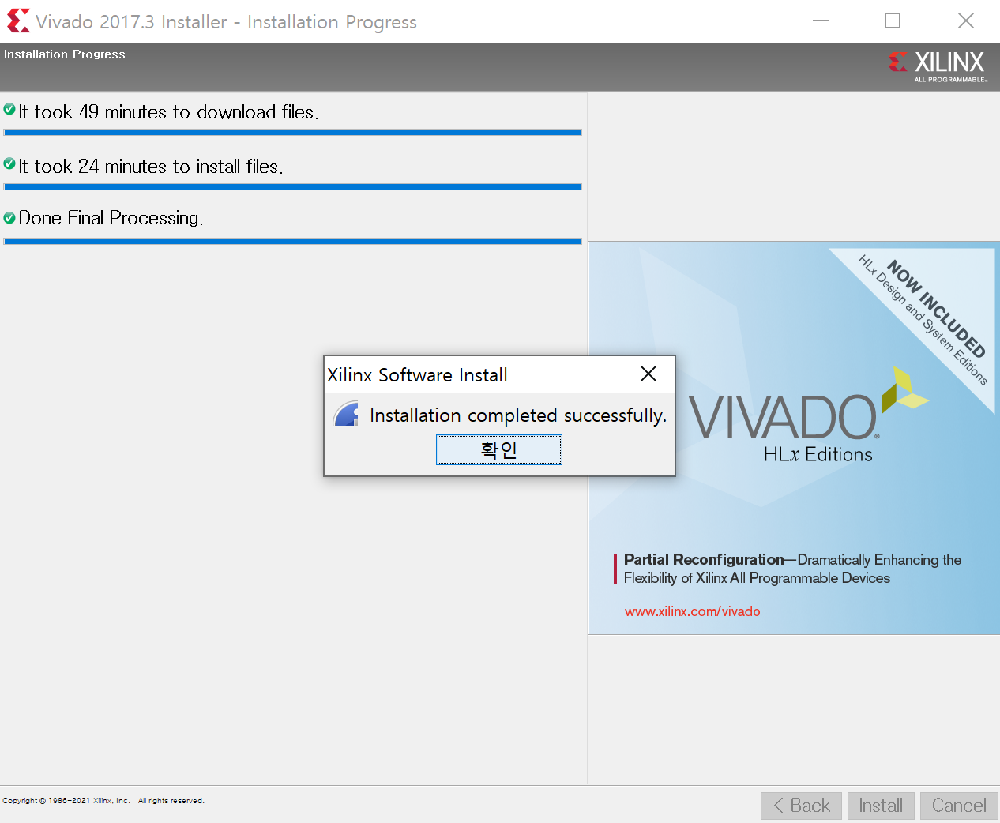 Vivado 2017.3 Installer - Installation Progress
Installation Progress
XILINX
ALL PROGRAMMABLE™
It took 49 minutes to download files.
It took 24 minutes to install files.
Done Final Processing.
NOW INCLUDED
HLx Design and System Editions
Xilinx Software Install
Installation completed successfully.
확인
VIVADO®
HLx Editions
Partial Reconfiguration—Dramatically Enhancing the
Flexibility of Xilinx All Programmable Devices
www.xilinx.com/vivado
Copyright © 1986-2021 Xilinx, Inc. All rights reserved.
< Back
Install
Cancel